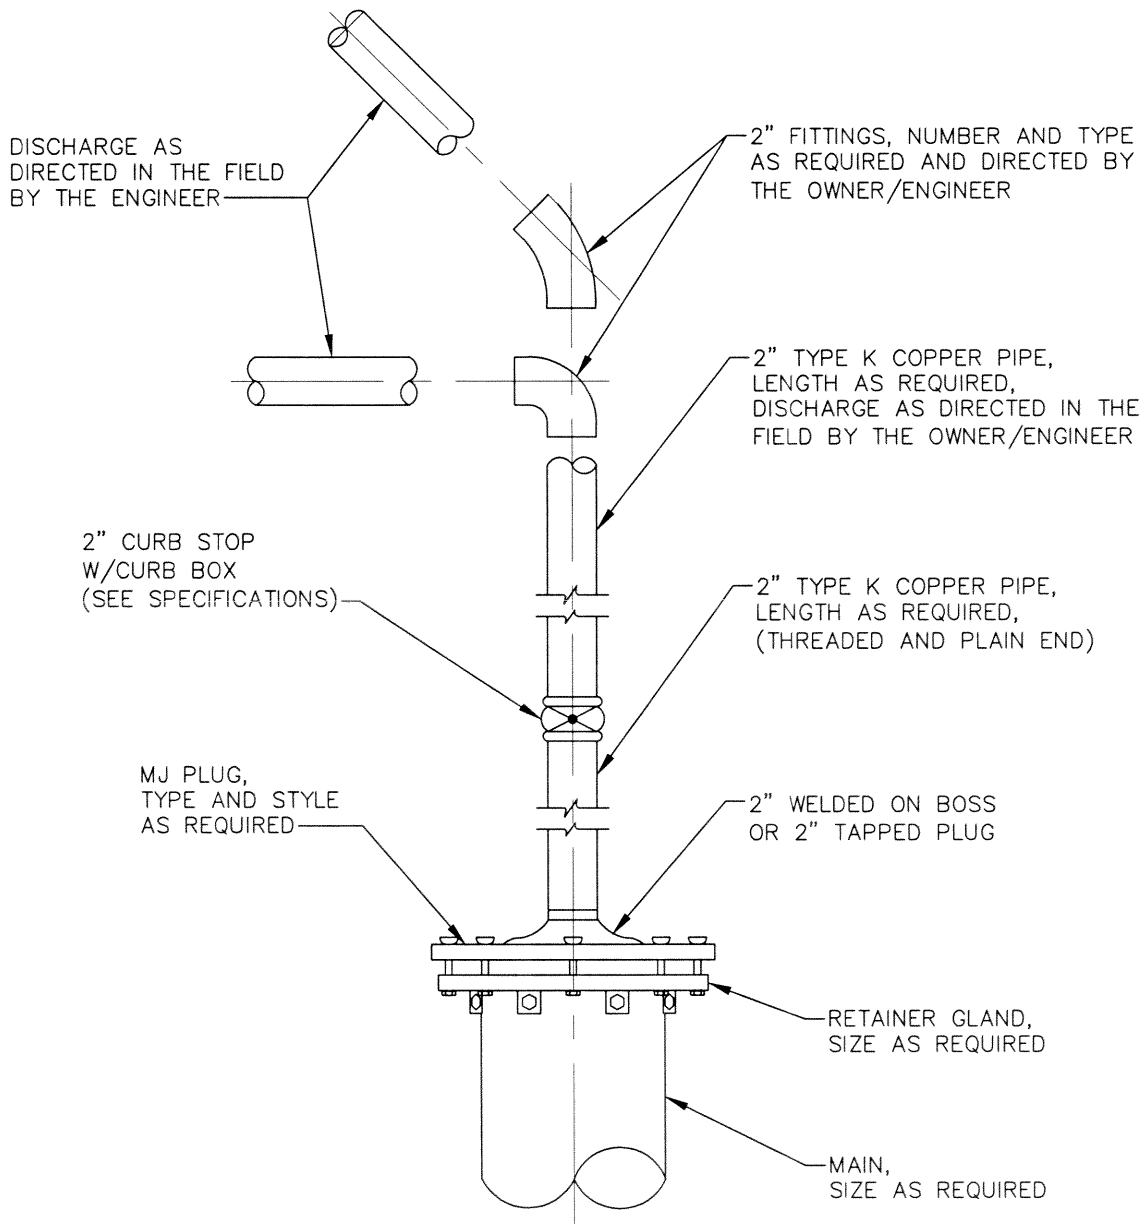 DISCHARGE AS
DIRECTED IN THE FIELD
BY THE ENGINEER
2" FITTINGS, NUMBER AND TYPE
AS REQUIRED AND DIRECTED BY
THE OWNER/ENGINEER
2" TYPE K COPPER PIPE,
LENGTH AS REQUIRED,
DISCHARGE AS DIRECTED IN THE
FIELD BY THE OWNER/ENGINEER
2" CURB STOP
W/CURB BOX
(SEE SPECIFICATIONS)
2" TYPE K COPPER PIPE,
LENGTH AS REQUIRED,
(THREADED AND PLAIN END)
MJ PLUG,
TYPE AND STYLE
AS REQUIRED
2" WELDED ON BOSS
OR 2" TAPPED PLUG
RETAINER GLAND,
SIZE AS REQUIRED
MAIN,
SIZE AS REQUIRED